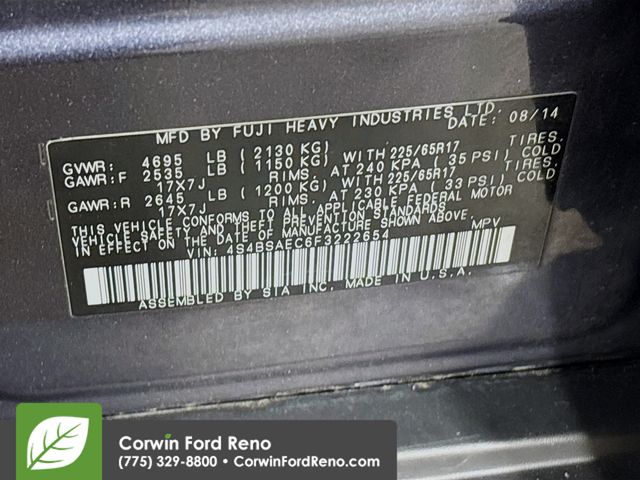 MFD BY FUJI HEAVY INDUSTRIES LTD. DATE: 08/14
GVWR: 4695 LB (2130 KG)
GAWR:F 2535 LB (1150 KG) WITH 225/65R17 TIRES.
17X7J RIMS. AT 240 KPA (35 PSI) COLD
GAWR:R 2645 LB (1200 KG) WITH 225/65R17 TIRES.
17X7J RIMS. AT 230 KPA (33 PSI) COLD
THIS VEHICLE CONFORMS TO ALL APPLICABLE FEDERAL MOTOR
VEHICLE SAFETY AND THEFT PREVENTION STANDARDS
IN EFFECT ON THE DATE OF MANUFACTURE SHOWN ABOVE.
VIN: 4S4BSAEC6F3222654 MPV
ASSEMBLED BY SIA INC. MADE IN U.S.A.
Corwin Ford Reno
(775) 329-8800 • CorwinFordReno.com